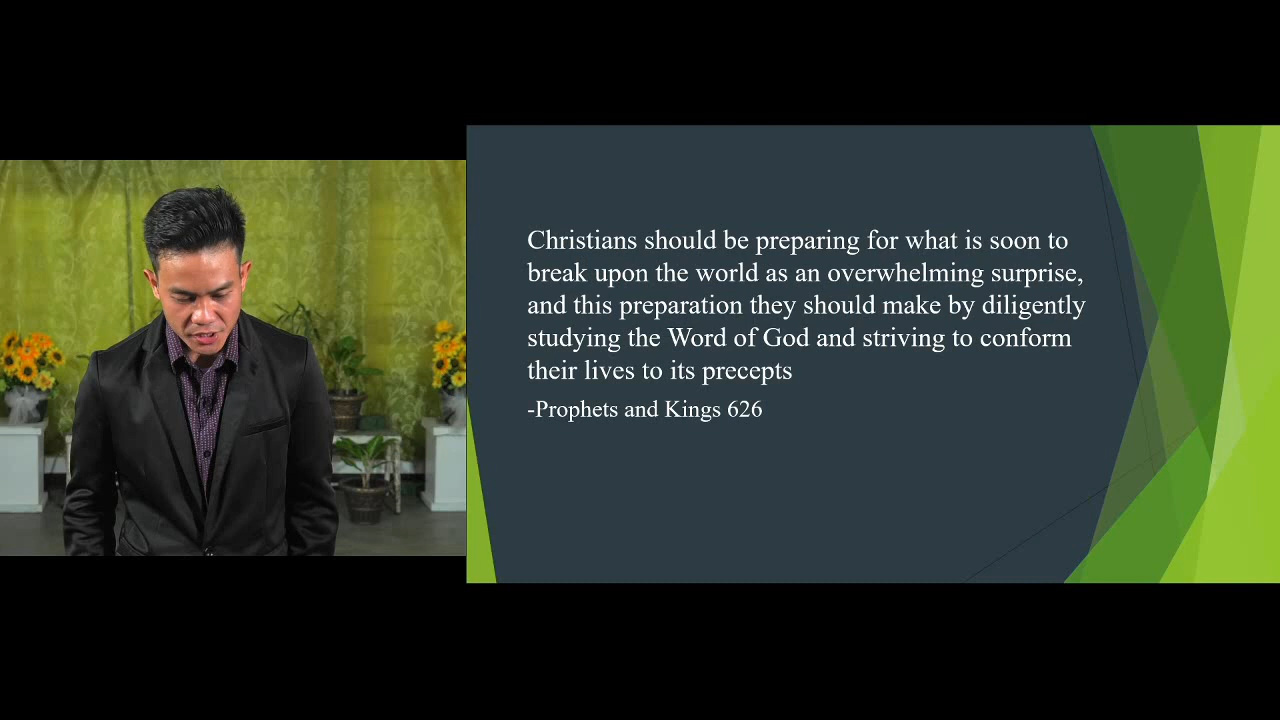 Christians should be preparing for what is soon to
break upon the world as an overwhelming surprise,
and this preparation they should make by diligently
studying the Word of God and striving to conform
their lives to its precepts
-Prophets and Kings 626